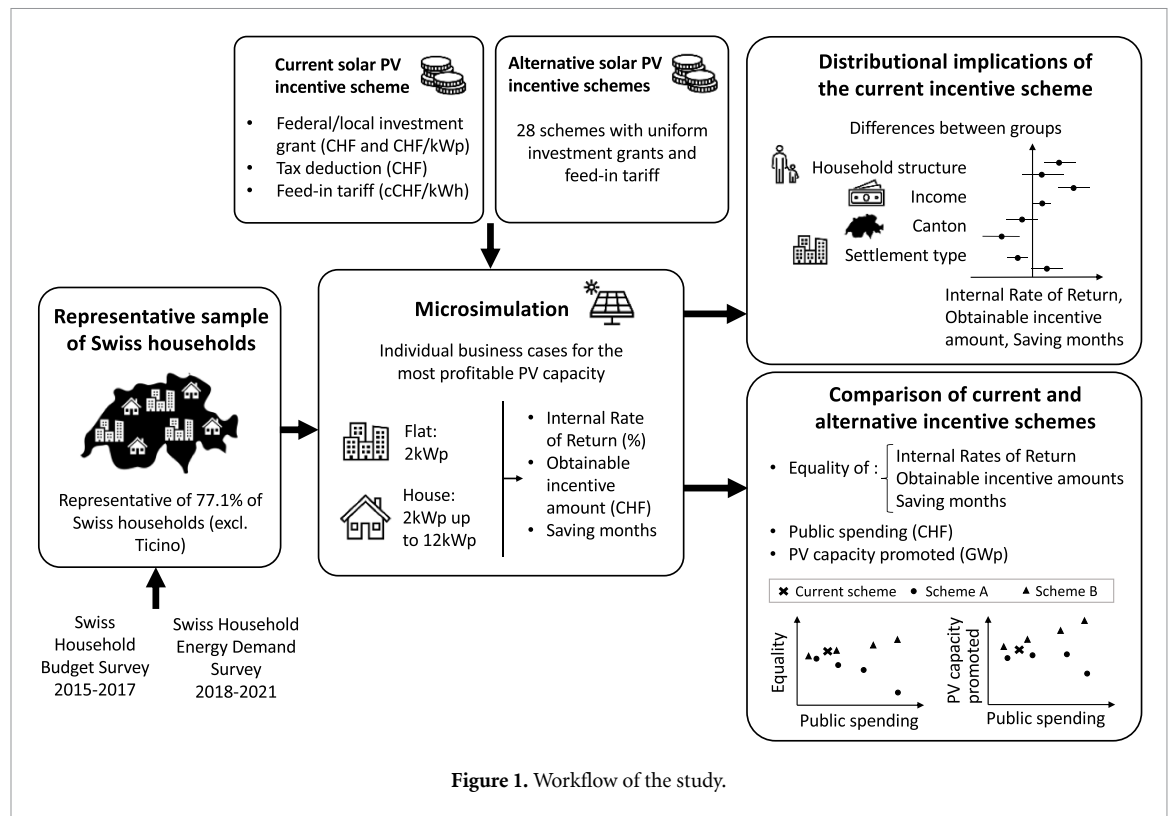 Current solar PV
incentive scheme
• Federal/local investment
grant (CHF and CHF/kWp)
• Tax deduction (CHF)
• Feed-in tariff (cCHF/kWh)
Alternative solar PV
incentive schemes
28 schemes with uniform
investment grants and
feed-in tariff
Distributional implications of
the current incentive scheme
Differences between groups
Household structure
Income
Canton
Settlement type
Internal Rate of Return,
Obtainable incentive
amount, Saving months
Representative sample
of Swiss households
Representative of 77.1% of
Swiss households (excl.
Ticino)
Swiss
Household
Budget Survey
2015-2017
Swiss Household
Energy Demand
Survey
2018-2021
Microsimulation
Individual business cases for the
most profitable PV capacity
Flat:
2kWp
House:
2kWp up
to 12kWp
• Internal Rate
of Return (%)
• Obtainable
incentive
amount (CHF)
• Saving months
Comparison of current and
alternative incentive schemes
• Equality of :
Internal Rates of Return
Obtainable incentive amounts
Saving months
• Public spending (CHF)
• PV capacity promoted (GWp)
Current scheme
Scheme A
Scheme B
Equality
Public spending
PV capacity
promoted
Public spending
Figure 1. Workflow of the study.